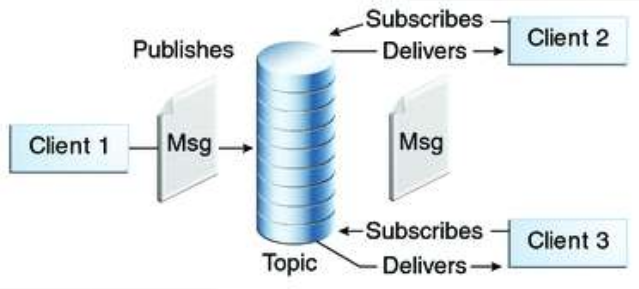 Subscribes
Publishes
Delivers
Client 2
Client 1
Msg
Msg
Subscribes
Client 3
Topic
Delivers